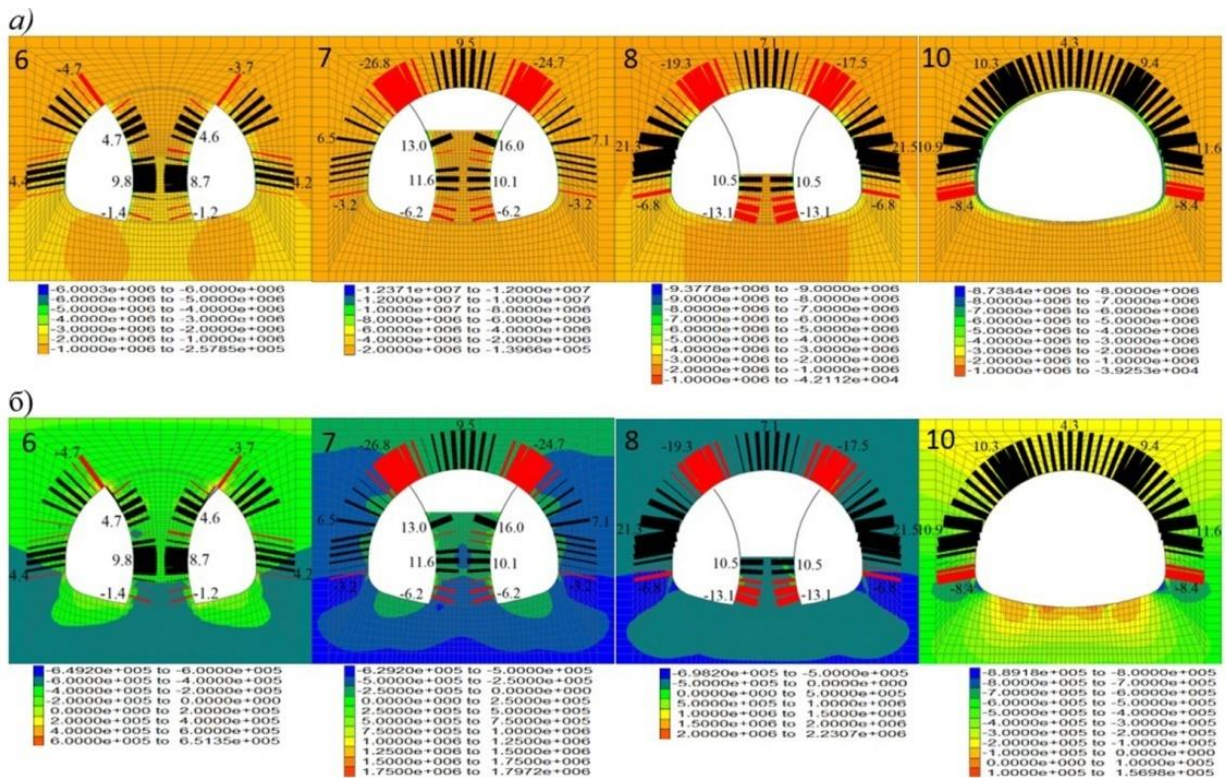 а)
6 7 8 10
-4.7 -3.7 -26.8 9.5 -24.7 -19.3 7.1 -17.5 10.3 4.3 9.4
4.7 4.6 6.5 13.0 16.0 7.1 21.3 21.5 10.9 11.6
4.4 9.8 8.7 4.2 11.6 10.1 10.5 10.5
-1.4 -1.2 -3.2 -6.2 -6.2 -3.2 -6.8 -13.1 -13.1 -6.8 -8.4 -8.4
-6.0003e+006 to -6.0000e+006
-6.0000e+006 to -5.0000e+006
-5.0000e+006 to -4.0000e+006
-4.0000e+006 to -3.0000e+006
-3.0000e+006 to -2.0000e+006
-2.0000e+006 to -1.0000e+006
-1.0000e+006 to -2.5785e+005
-1.2371e+007 to -1.2000e+007
-1.2000e+007 to -1.0000e+007
-1.0000e+007 to -8.0000e+006
-8.0000e+006 to -6.0000e+006
-6.0000e+006 to -4.0000e+006
-4.0000e+006 to -2.0000e+006
-2.0000e+006 to -1.3966e+005
-9.3778e+006 to -9.0000e+006
-9.0000e+006 to -8.0000e+006
-8.0000e+006 to -7.0000e+006
-7.0000e+006 to -6.0000e+006
-6.0000e+006 to -5.0000e+006
-5.0000e+006 to -4.0000e+006
-4.0000e+006 to -3.0000e+006
-3.0000e+006 to -2.0000e+006
-2.0000e+006 to -1.0000e+006
-1.0000e+006 to -4.2112e+004
-8.7384e+006 to -8.0000e+006
-8.0000e+006 to -7.0000e+006
-7.0000e+006 to -6.0000e+006
-6.0000e+006 to -5.0000e+006
-5.0000e+006 to -4.0000e+006
-4.0000e+006 to -3.0000e+006
-3.0000e+006 to -2.0000e+006
-2.0000e+006 to -1.0000e+006
-1.0000e+006 to -3.9253e+004
б)
6 7 8 10
-4.7 -3.7 -26.8 9.5 -24.7 -19.3 7.1 -17.5 10.3 4.3 9.4
4.7 4.6 6.5 13.0 16.0 7.1 21.3 21.5 10.9 11.6
4.4 9.8 8.7 4.2 11.6 10.1 10.5 10.5
-1.4 -1.2 -3.2 -6.2 -6.2 -3.2 -6.8 -13.1 -13.1 -6.8 -8.4 -8.4
-6.4920e+005 to -6.0000e+005
-6.0000e+005 to -4.0000e+005
-4.0000e+005 to -2.0000e+005
-2.0000e+005 to 0.0000e+000
0.0000e+000 to 2.0000e+005
2.0000e+005 to 4.0000e+005
4.0000e+005 to 6.0000e+005
6.0000e+005 to 6.5135e+005
-6.2920e+005 to -5.0000e+005
-5.0000e+005 to -2.5000e+005
-2.5000e+005 to 0.0000e+000
0.0000e+000 to 2.5000e+005
2.5000e+005 to 5.0000e+005
5.0000e+005 to 7.5000e+005
7.5000e+005 to 1.0000e+006
1.0000e+006 to 1.2500e+006
1.2500e+006 to 1.5000e+006
1.5000e+006 to 1.7500e+006
1.7500e+006 to 1.7972e+006
-6.9820e+005 to -5.0000e+005
-5.0000e+005 to 0.0000e+000
0.0000e+000 to 5.0000e+005
5.0000e+005 to 1.0000e+006
1.0000e+006 to 1.5000e+006
1.5000e+006 to 2.0000e+006
2.0000e+006 to 2.2307e+006
-8.8918e+005 to -8.0000e+005
-8.0000e+005 to -7.0000e+005
-7.0000e+005 to -6.0000e+005
-6.0000e+005 to -5.0000e+005
-5.0000e+005 to -4.0000e+005
-4.0000e+005 to -3.0000e+005
-3.0000e+005 to -2.0000e+005
-2.0000e+005 to -1.0000e+005
-1.0000e+005 to 0.0000e+000
0.0000e+000 to 1.0000e+005
1.0000e+005 to 1.5698e+005